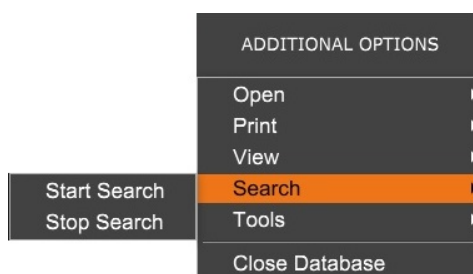 ADDITIONAL OPTIONS
Open
Print
View
Search
Start Search
Stop Search
Tools
Close Database